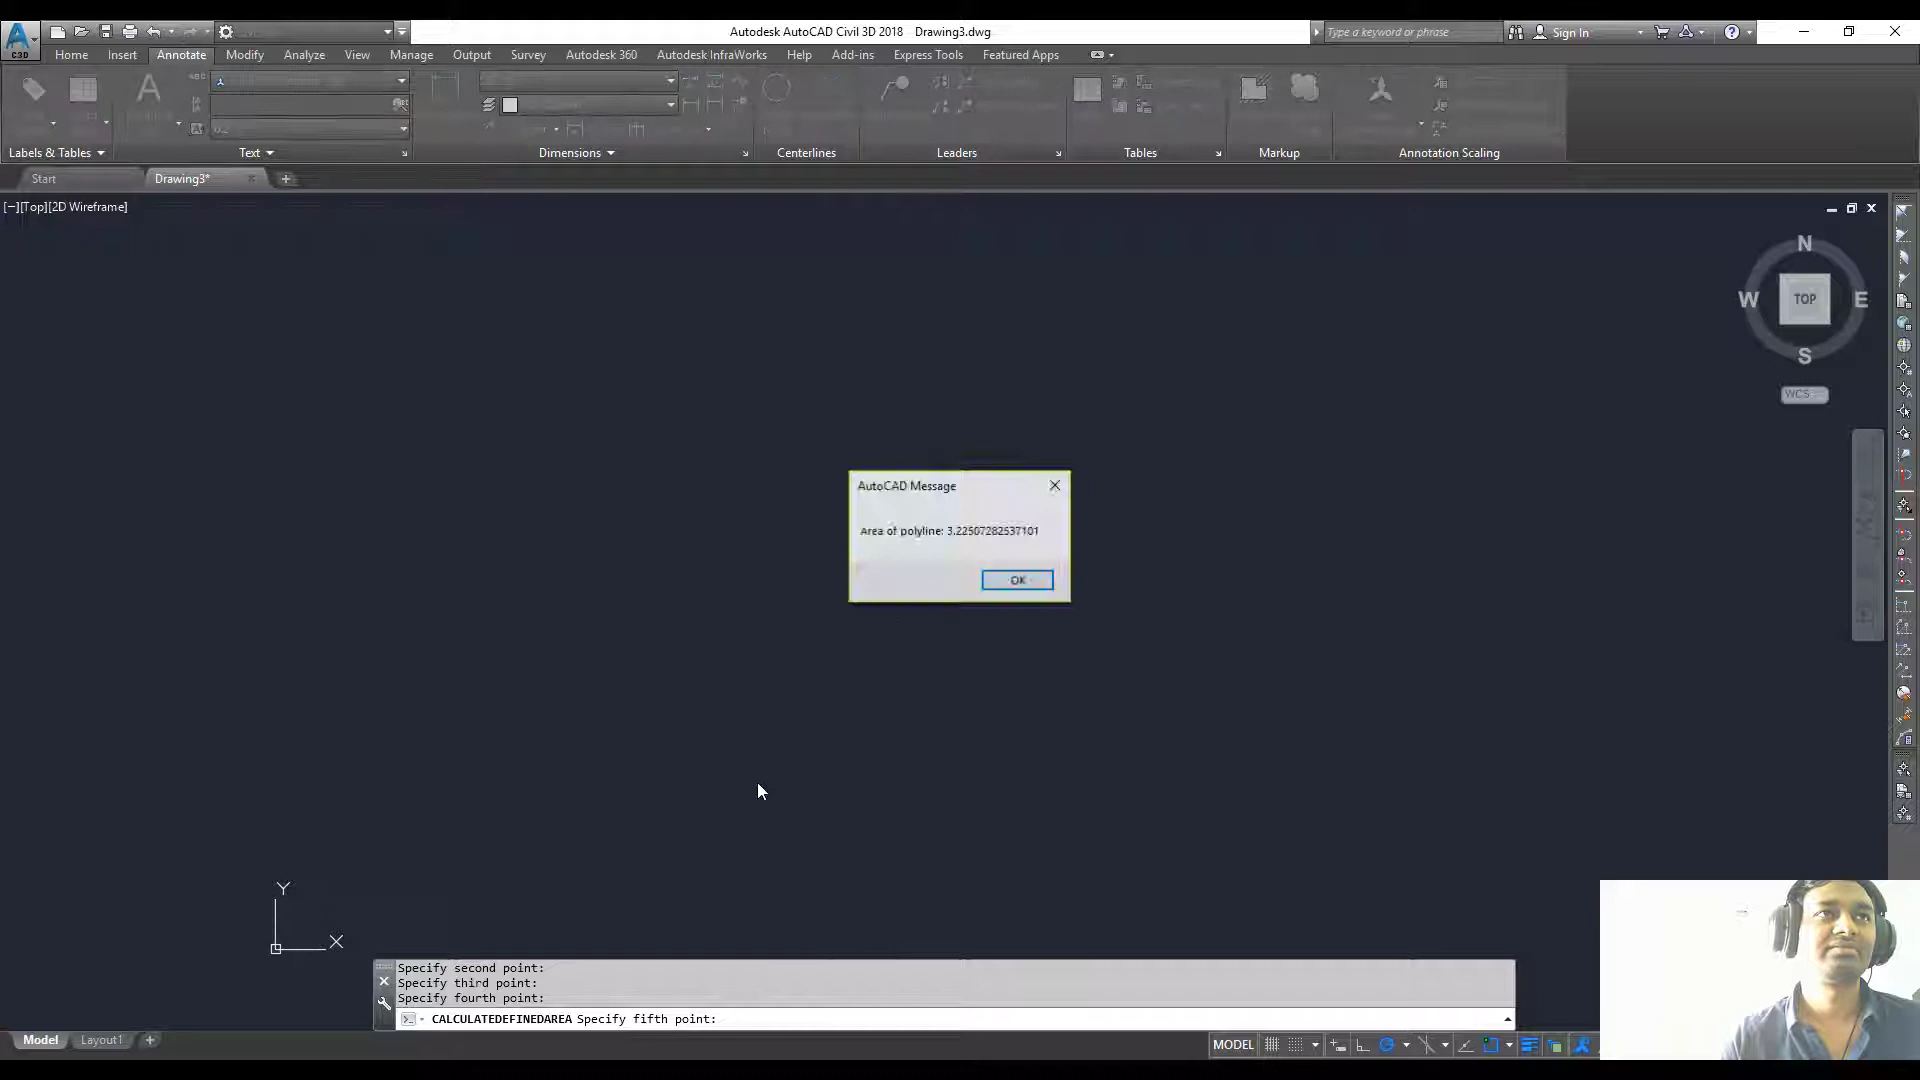 Autodesk AutoCAD Civil 3D 2018 Drawing3.dwg
Type a keyword or phrase
Sign In
C3D
Home Insert Annotate Modify Analyze View Manage Output Survey Autodesk 360 Autodesk InfraWorks Help Add-ins Express Tools Featured Apps
0.2
Labels & Tables Text Dimensions Centerlines Leaders Tables Markup Annotation Scaling
Start Drawing3*
[−][Top][2D Wireframe]
N
W TOP E
S
WCS
AutoCAD Message
Area of polyline: 3.22507282537101
OK
Y
X
Specify second point:
Specify third point:
Specify fourth point:
CALCULATEDEFINEDAREA Specify fifth point:
Model Layout1
MODEL